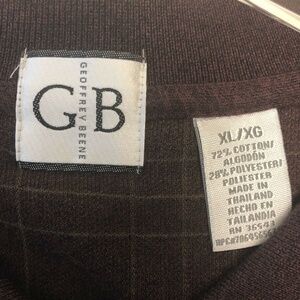 GB
GEOFFREY BEENE
XL/XG
72% COTTON/
ALGODÓN
28% POLYESTER/
POLIESTER
MADE IN
THAILAND
HECHO EN
TAILANDIA
RN 36543